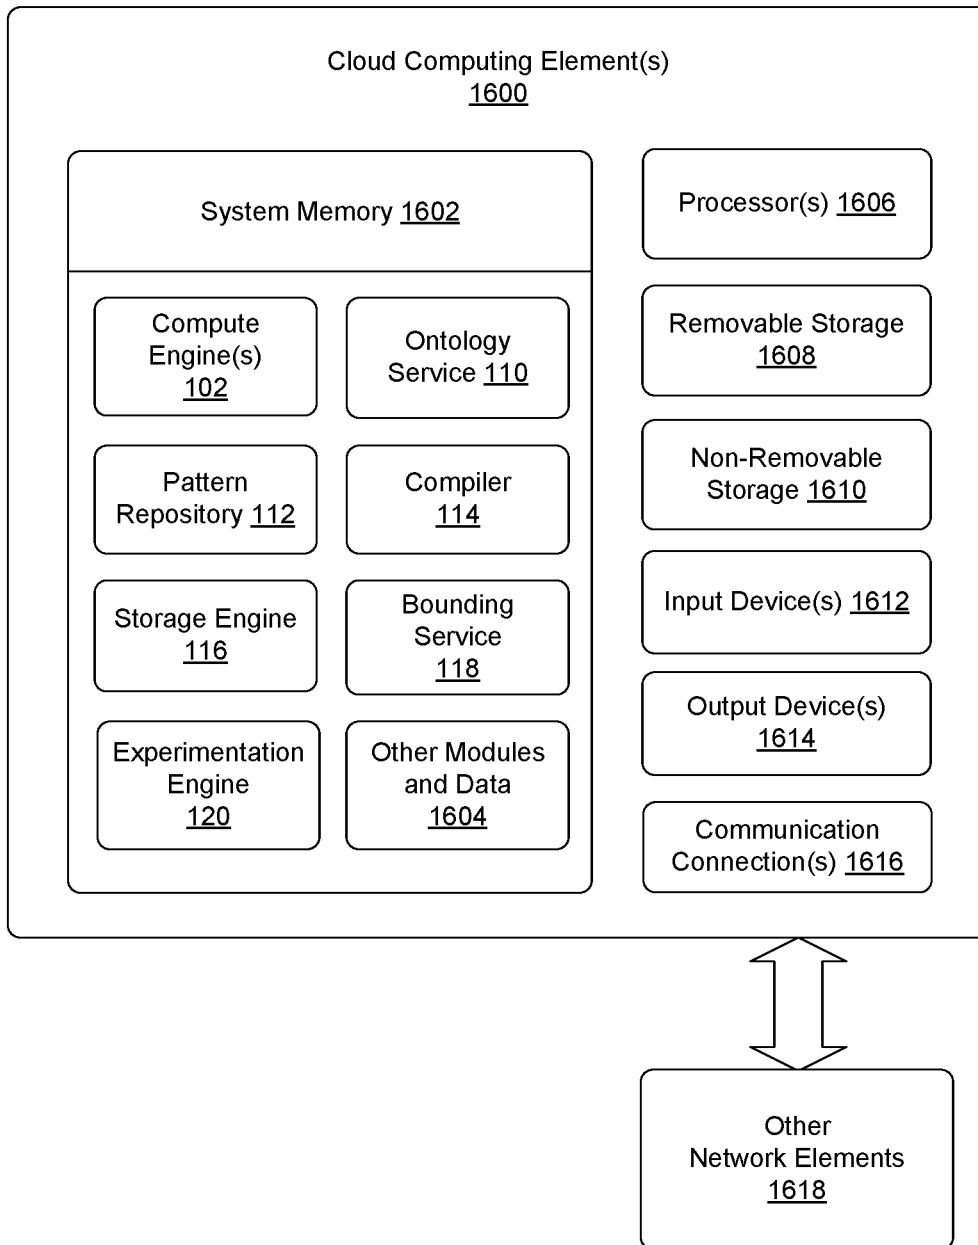 Cloud Computing Element(s)
1600
System Memory 1602
Compute
Engine(s)
102
Ontology
Service 110
Pattern
Repository 112
Compiler
114
Storage Engine
116
Bounding
Service
118
Experimentation
Engine
120
Other Modules
and Data
1604
Processor(s) 1606
Removable Storage
1608
Non-Removable
Storage 1610
Input Device(s) 1612
Output Device(s)
1614
Communication
Connection(s) 1616
Other
Network Elements
1618